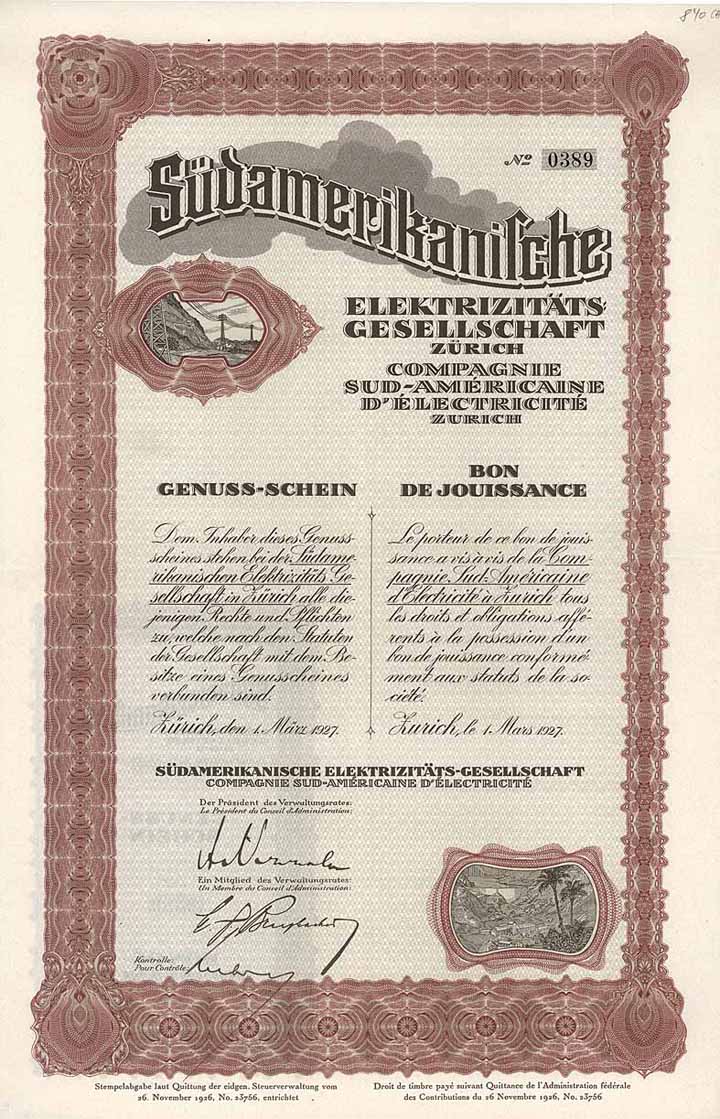 840
No 0389
Südamerikanische
ELEKTRIZITÄTS-
GESELLSCHAFT
ZÜRICH
COMPAGNIE
SUD-AMÉRICAINE
D'ÉLECTRICITÉ
ZURICH
GENUSS-SCHEIN
Dem Inhaber dieses Genuss-
scheines stehen bei der Südame-
rikanischen Elektrizitäts Ge-
sellschaft in Zürich alle die-
jenigen Rechte und Pflichten
zu, welche nach den Statuten
der Gesellschaft mit dem Be-
sitze eines Genusscheines
verbunden sind.
Zürich, den 1. März 1927.
BON
DE JOUISSANCE
Le porteur de ce bon de jouis-
sance a vis à vis de la Com-
pagnie Sud-Américaine
d'Électricité à Zurich tous
les droits et obligations affé-
rents à la possession d'un
bon de jouissance conformé-
ment aux statuts de la so-
ciété.
Zurich, le 1. Mars 1927.
SÜDAMERIKANISCHE ELEKTRIZITÄTS-GESELLSCHAFT
COMPAGNIE SUD-AMÉRICAINE D'ÉLECTRICITÉ
Der Präsident des Verwaltungsrates:
Le Président du Conseil d'Administration:
Ein Mitglied des Verwaltungsrates:
Un Membre du Conseil d'Administration:
Kontrolle:
Pour Contrôle:
Stempelabgabe laut Quittung der eidgen. Steuerverwaltung vom
26. November 1926, No. 23756, entrichtet
Droit de timbre payé suivant Quittance de l'Administration fédérale
des Contributions du 26 Novembre 1926, No. 23756